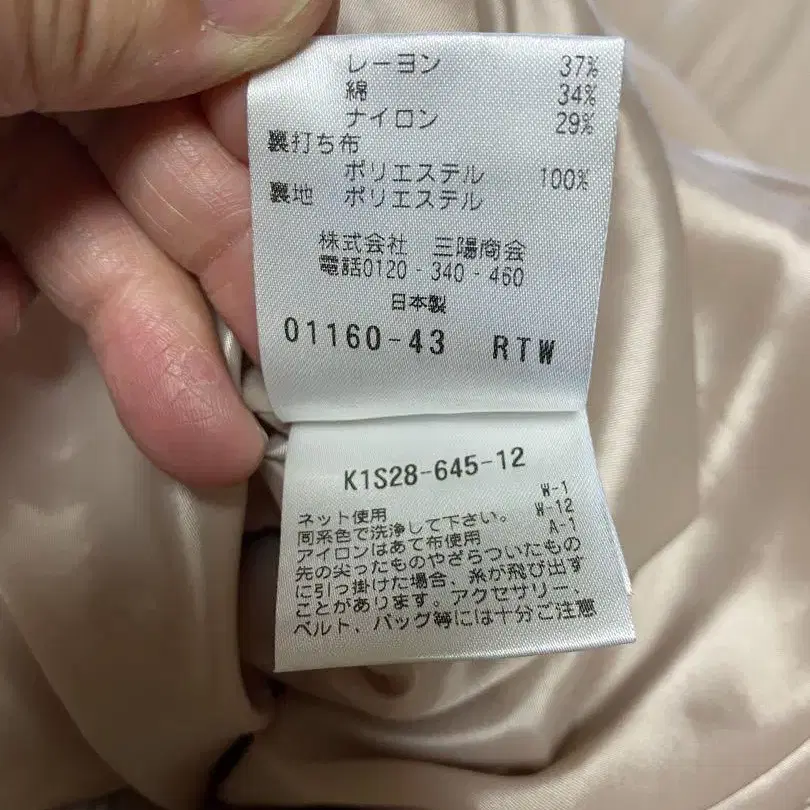 レーヨン 37%
綿 34%
ナイロン 29%
裏打ち布
ポリエステル 100%
裏地 ポリエステル
株式会社 三陽商会
電話0120-340-460
日本製
01160-43 RTW
K1S28-645-12
W-1
ネット使用 W-12
同系色で洗浄して下さい。 A-1
アイロンはあて布使用
先の尖ったものやざらついたもの
に引っ掛けた場合、糸が飛び出す
ことがあります。アクセサリー、
ベルト、バッグ等には十分ご注意